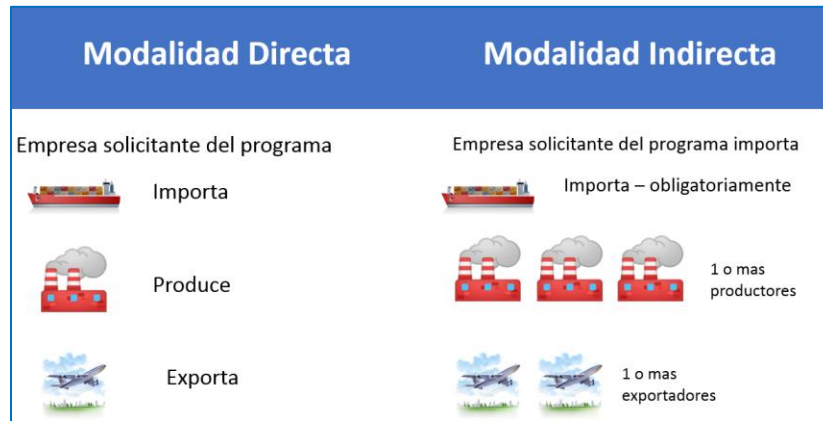 Modalidad Directa
Modalidad Indirecta
Empresa solicitante del programa
Importa
Produce
Exporta
Empresa solicitante del programa importa
Importa – obligatoriamente
1 o mas
productores
1 o mas
exportadores